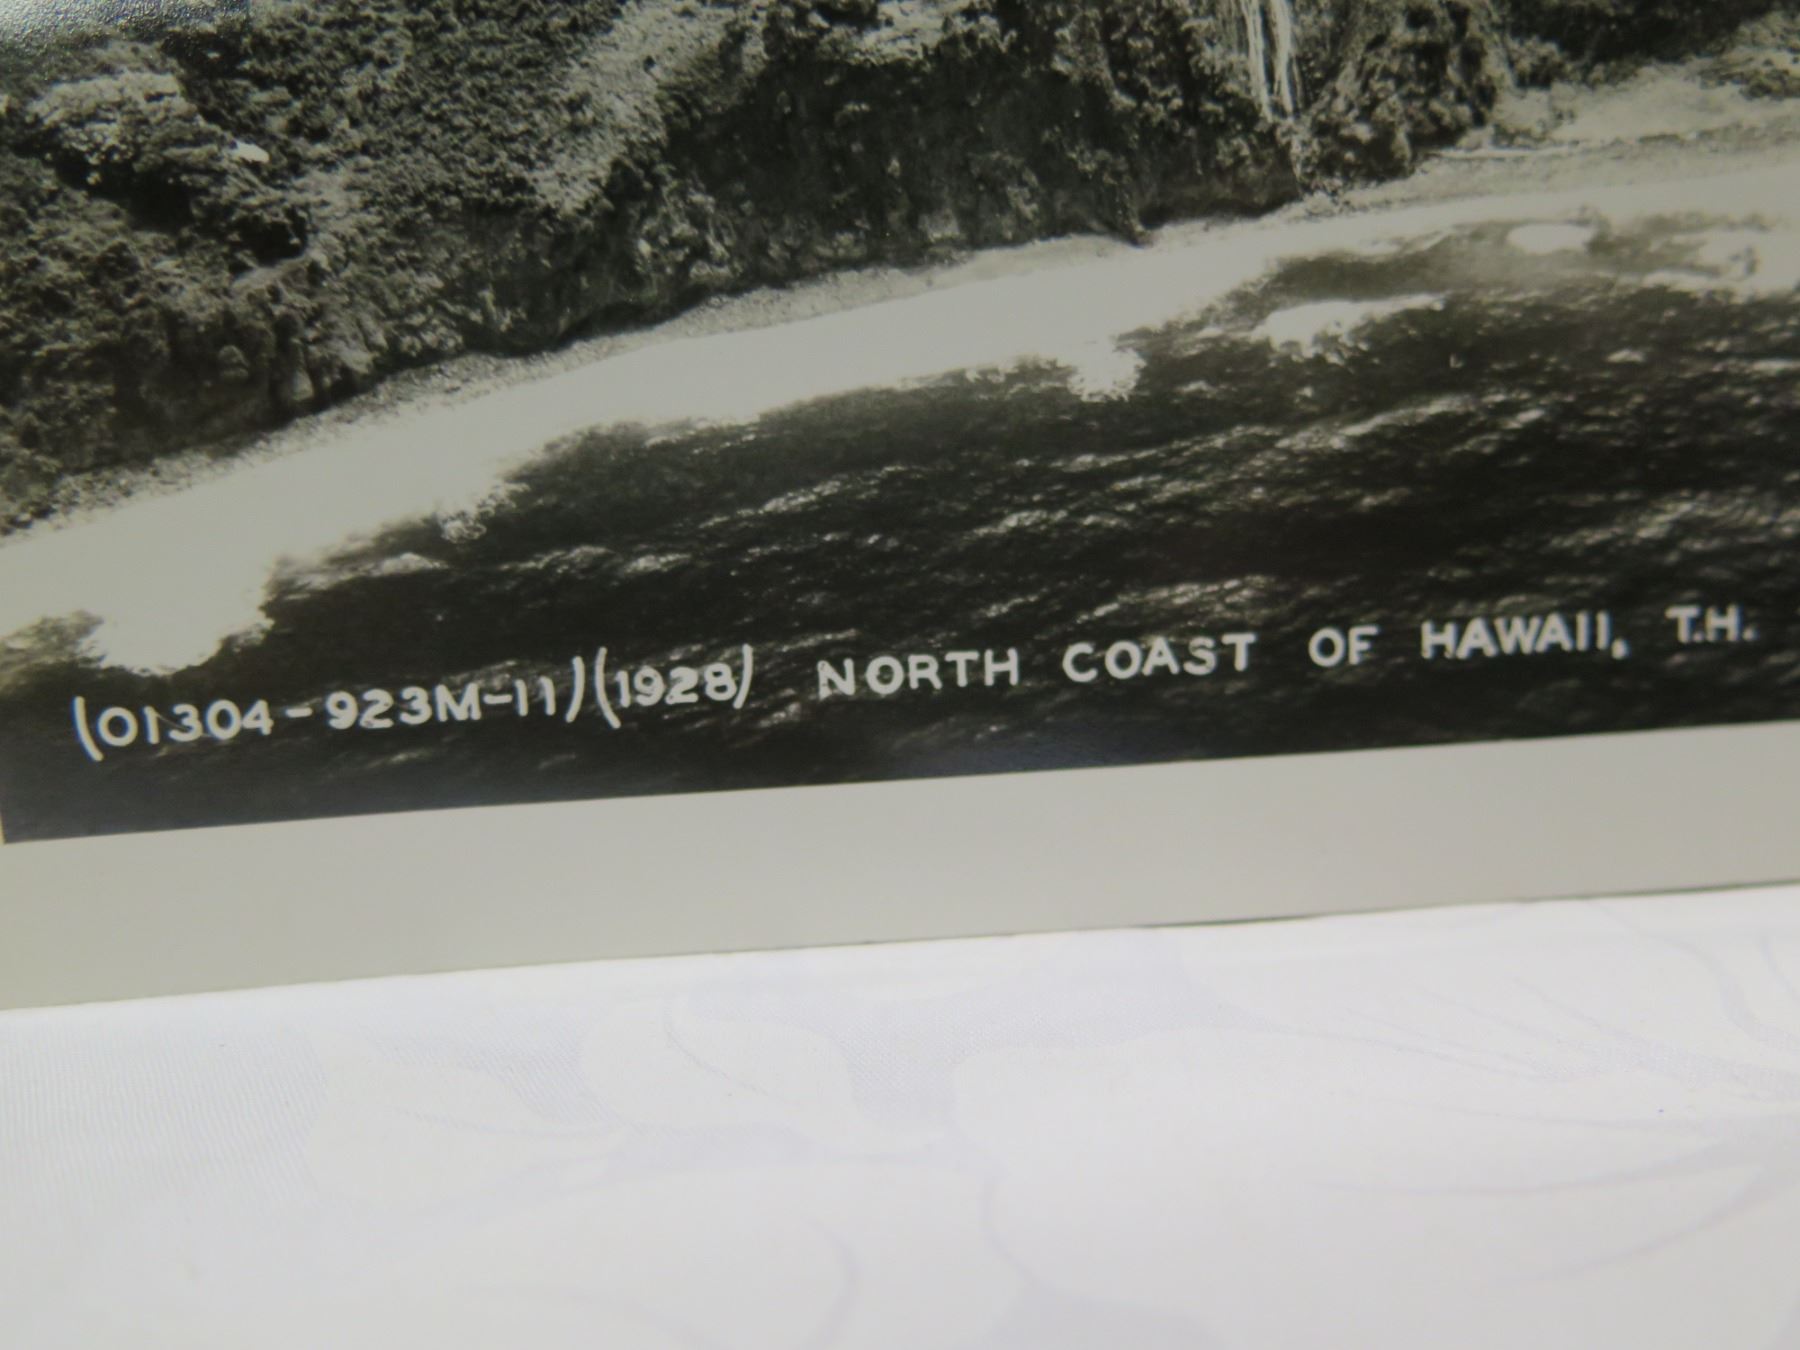 (01304-923M-11)(1928) NORTH COAST OF HAWAII, T.H.